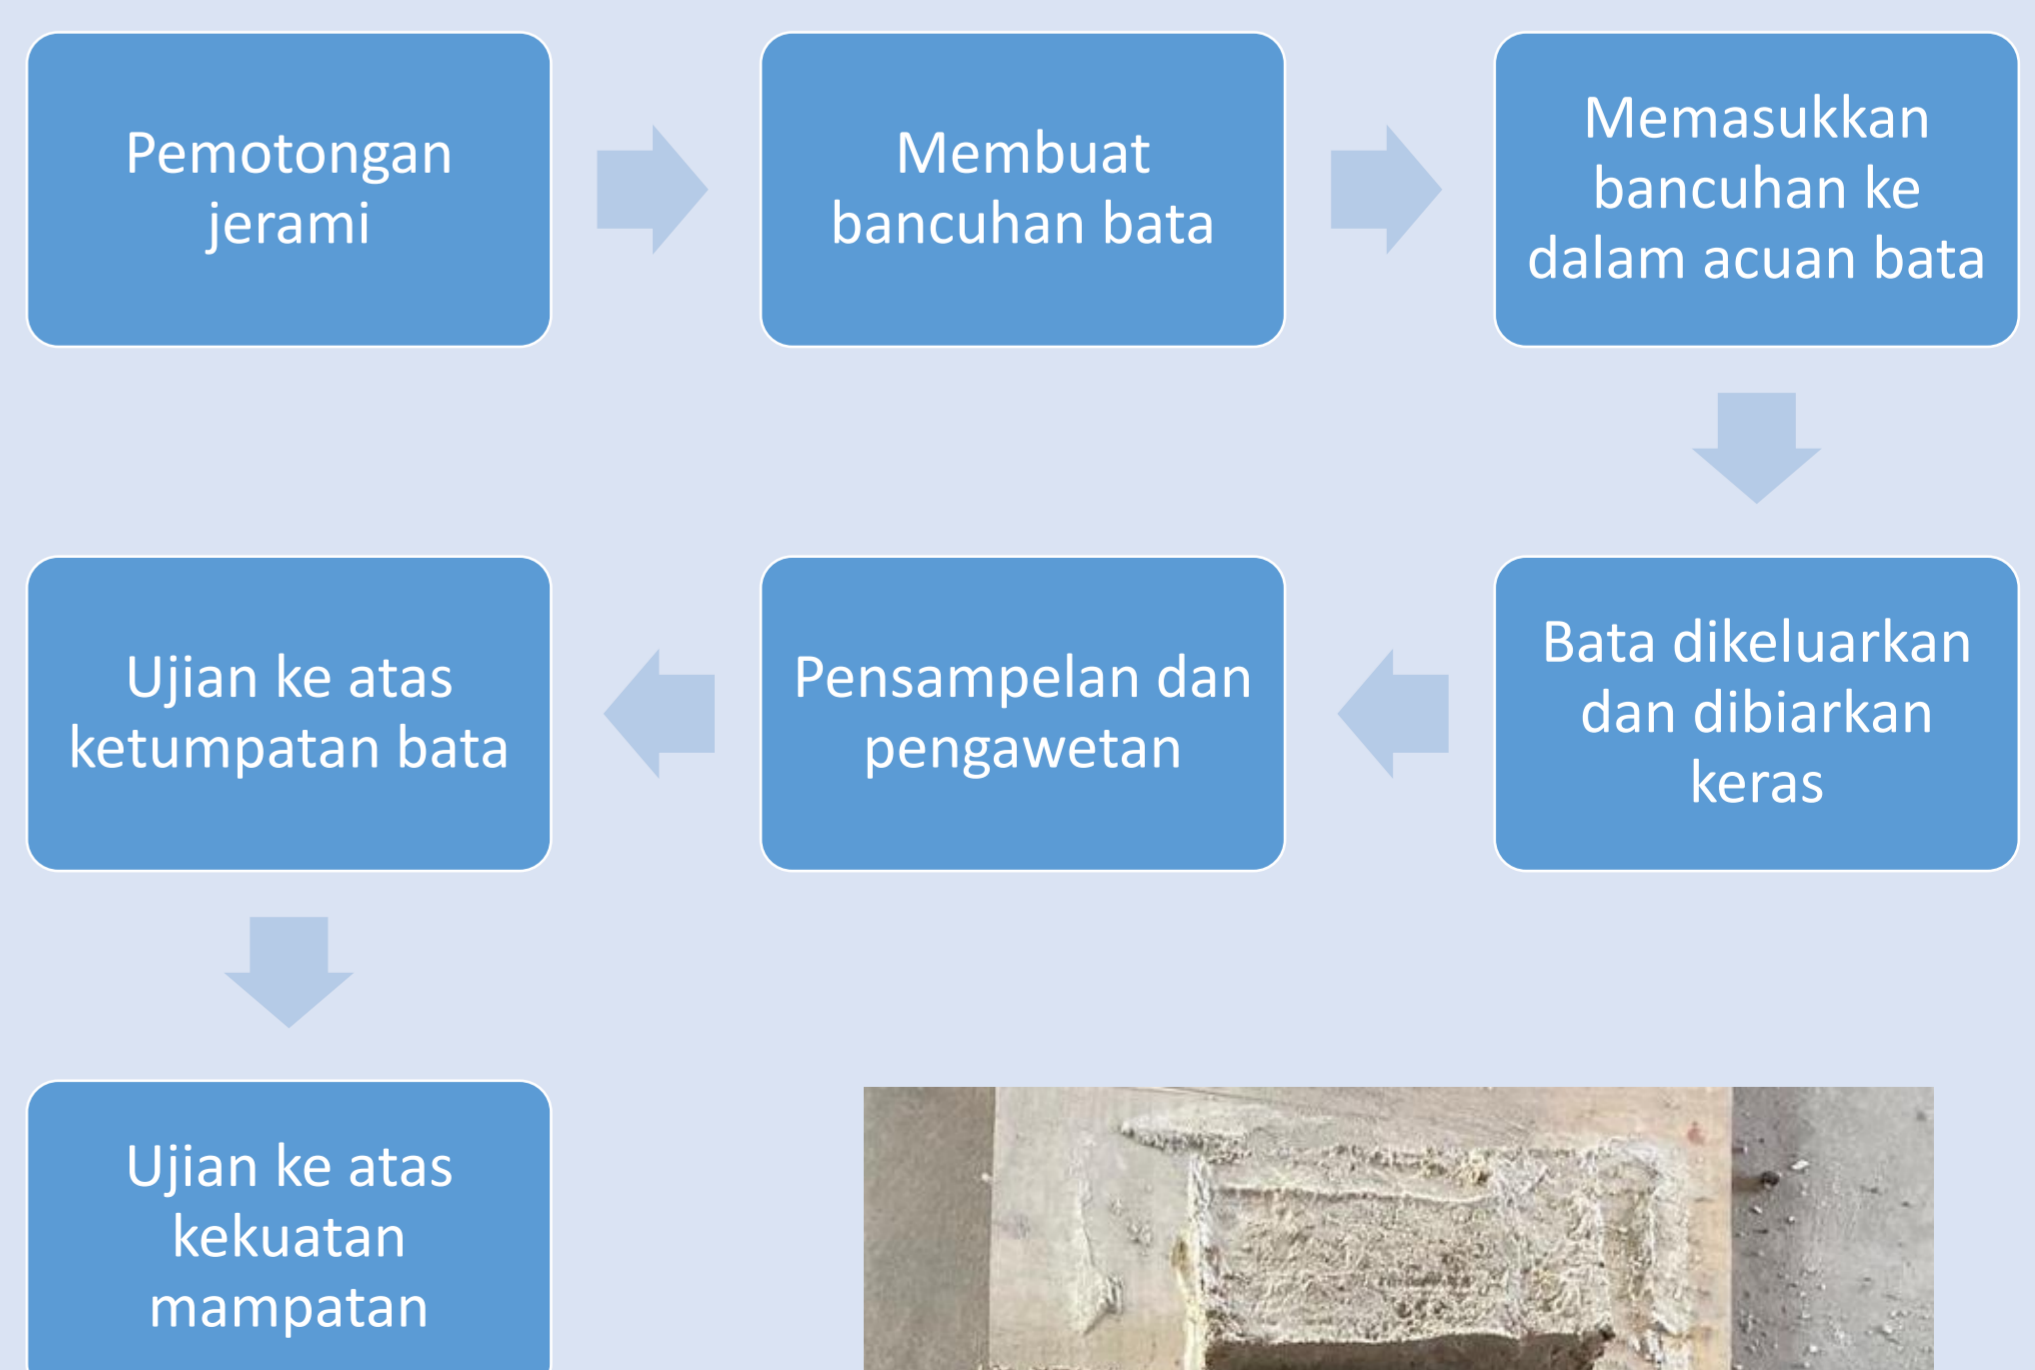 Pemotongan
jerami
Membuat
bancuhan bata
Memasukkan
bancuhan ke
dalam acuan bata
Bata dikeluarkan
dan dibiarkan
keras
Pensampelan dan
pengawetan
Ujian ke atas
ketumpatan bata
Ujian ke atas
kekuatan
mampatan